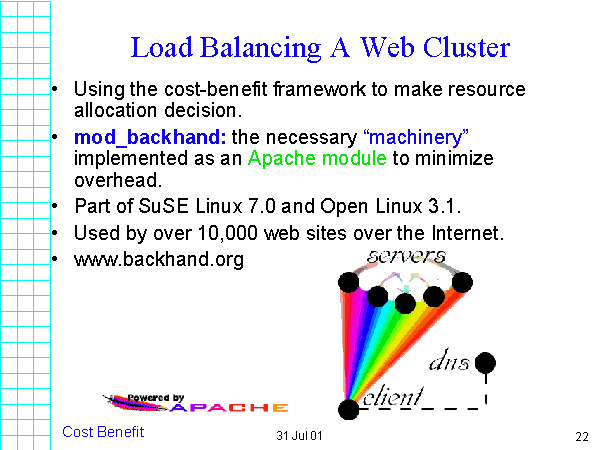 Load Balancing A Web Cluster
• Using the cost-benefit framework to make resource
allocation decision.
• mod_backhand: the necessary “machinery”
implemented as an Apache module to minimize
overhead.
• Part of SuSE Linux 7.0 and Open Linux 3.1.
• Used by over 10,000 web sites over the Internet.
• www.backhand.org
servers
dns
client
Powered by
APACHE
Cost Benefit
31 Jul 01
22